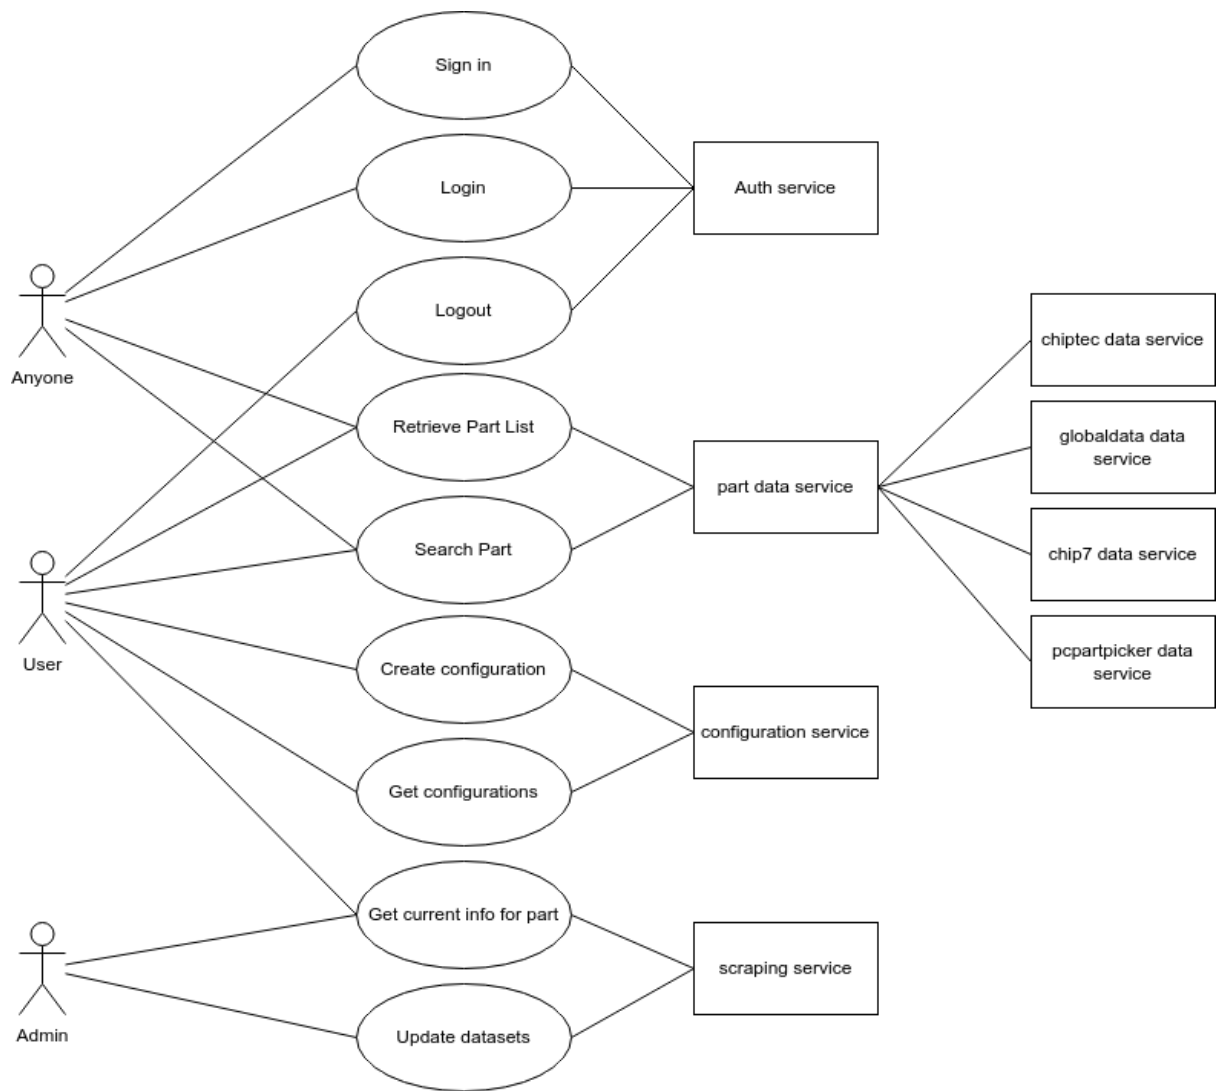 Sign in
Login
Auth service
Logout
Anyone
chiptec data service
Retrieve Part List
globaldata data
service
part data service
Search Part
chip7 data service
User
Create configuration
pcpartpicker data
service
configuration service
Get configurations
Get current info for part
scraping service
Admin
Update datasets